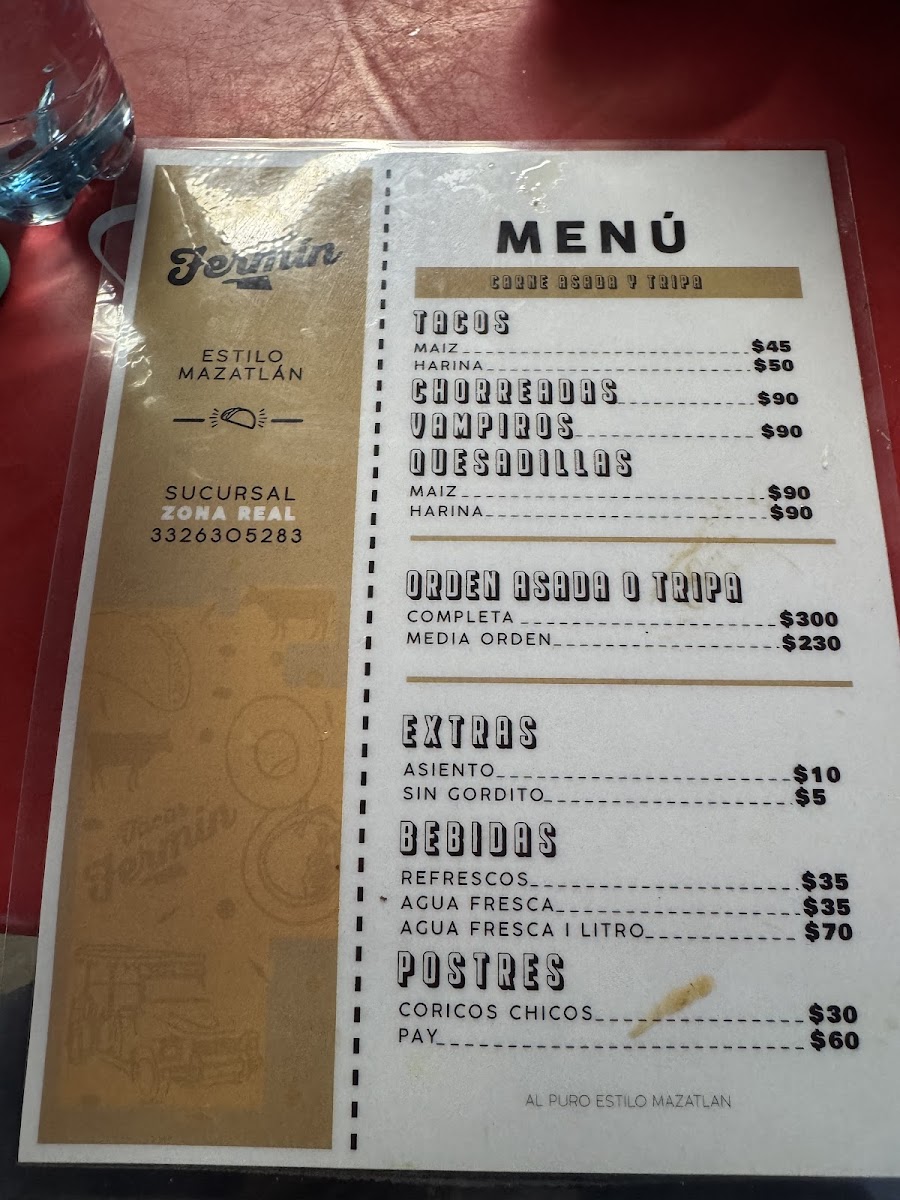 Fermín
ESTILO
MAZATLÁN
SUCURSAL
ZONA REAL
3326305283
Tacos
Fermín
MENÚ
CARNE ASADA Y TRIPA
TACOS
MAIZ $45
HARINA $50
CHORREADAS $90
VAMPIROS $90
QUESADILLAS
MAIZ $90
HARINA $90
ORDEN ASADA O TRIPA
COMPLETA $300
MEDIA ORDEN $230
EXTRAS
ASIENTO $10
SIN GORDITO $5
BEBIDAS
REFRESCOS $35
AGUA FRESCA $35
AGUA FRESCA 1 LITRO $70
POSTRES
CORICOS CHICOS $30
PAY $60
AL PURO ESTILO MAZATLAN